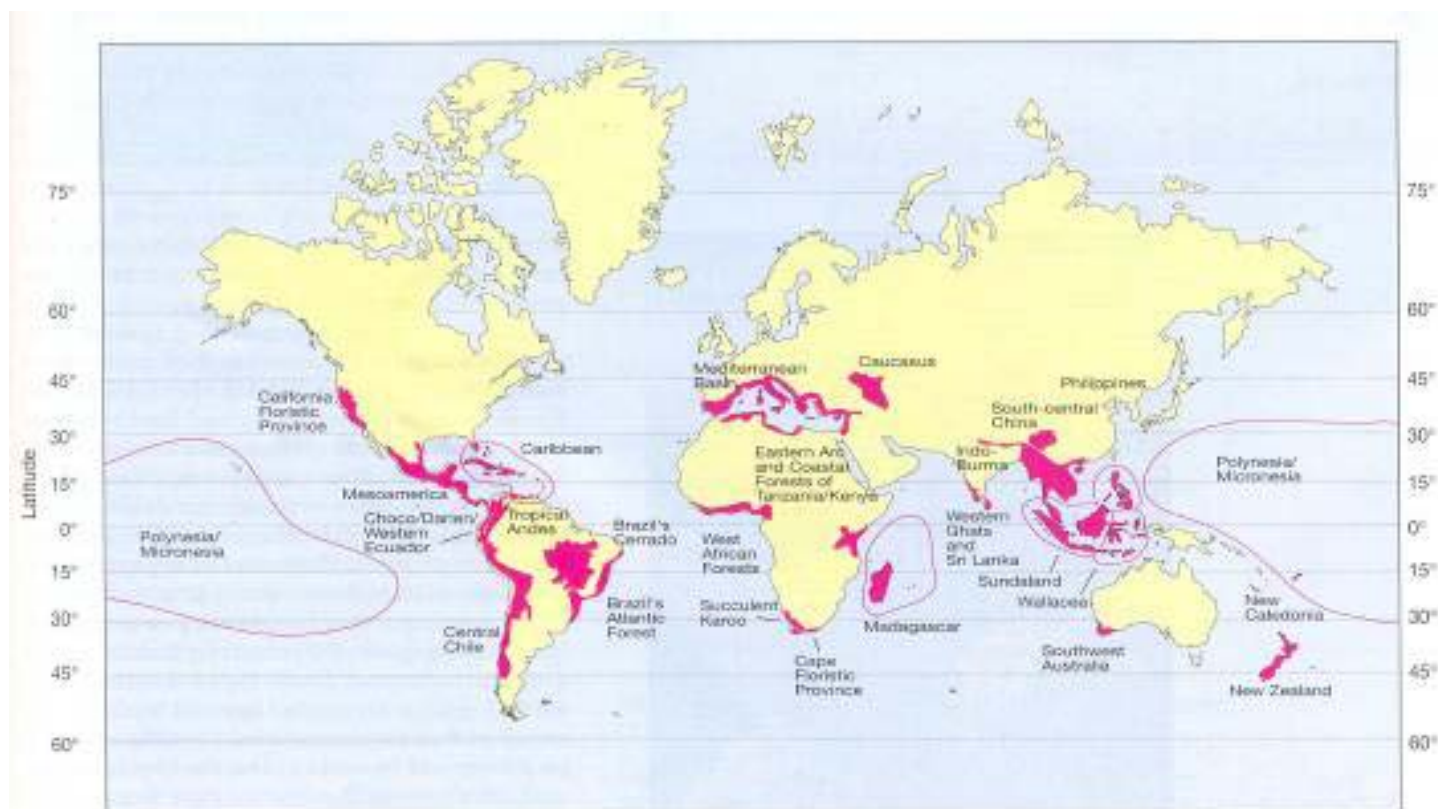 75°
75°
60°
60°
45°
45°
30°
30°
15°
15°
0°
0°
15°
15°
30°
30°
45°
45°
60°
60°
Latitude
California
Floristic
Province
Caribbean
Mesoamerica
Polynesia/
Micronesia
Choco/Darien/
Western
Ecuador
Tropical
Andes
Brazil's
Cerrado
Brazil's
Atlantic
Forest
Central
Chile
Mediterranean
Basin
Caucasus
Eastern Arc
and Coastal
Forests of
Tanzania/Kenya
West
African
Forests
Succulent
Karoo
Cape
Floristic
Province
Madagascar
Philippines
South-central
China
Indo-
Burma
Western
Ghats
and
Sri Lanka
Sundaland
Wallacea
Southwest
Australia
Polynesia/
Micronesia
New
Caledonia
New Zealand